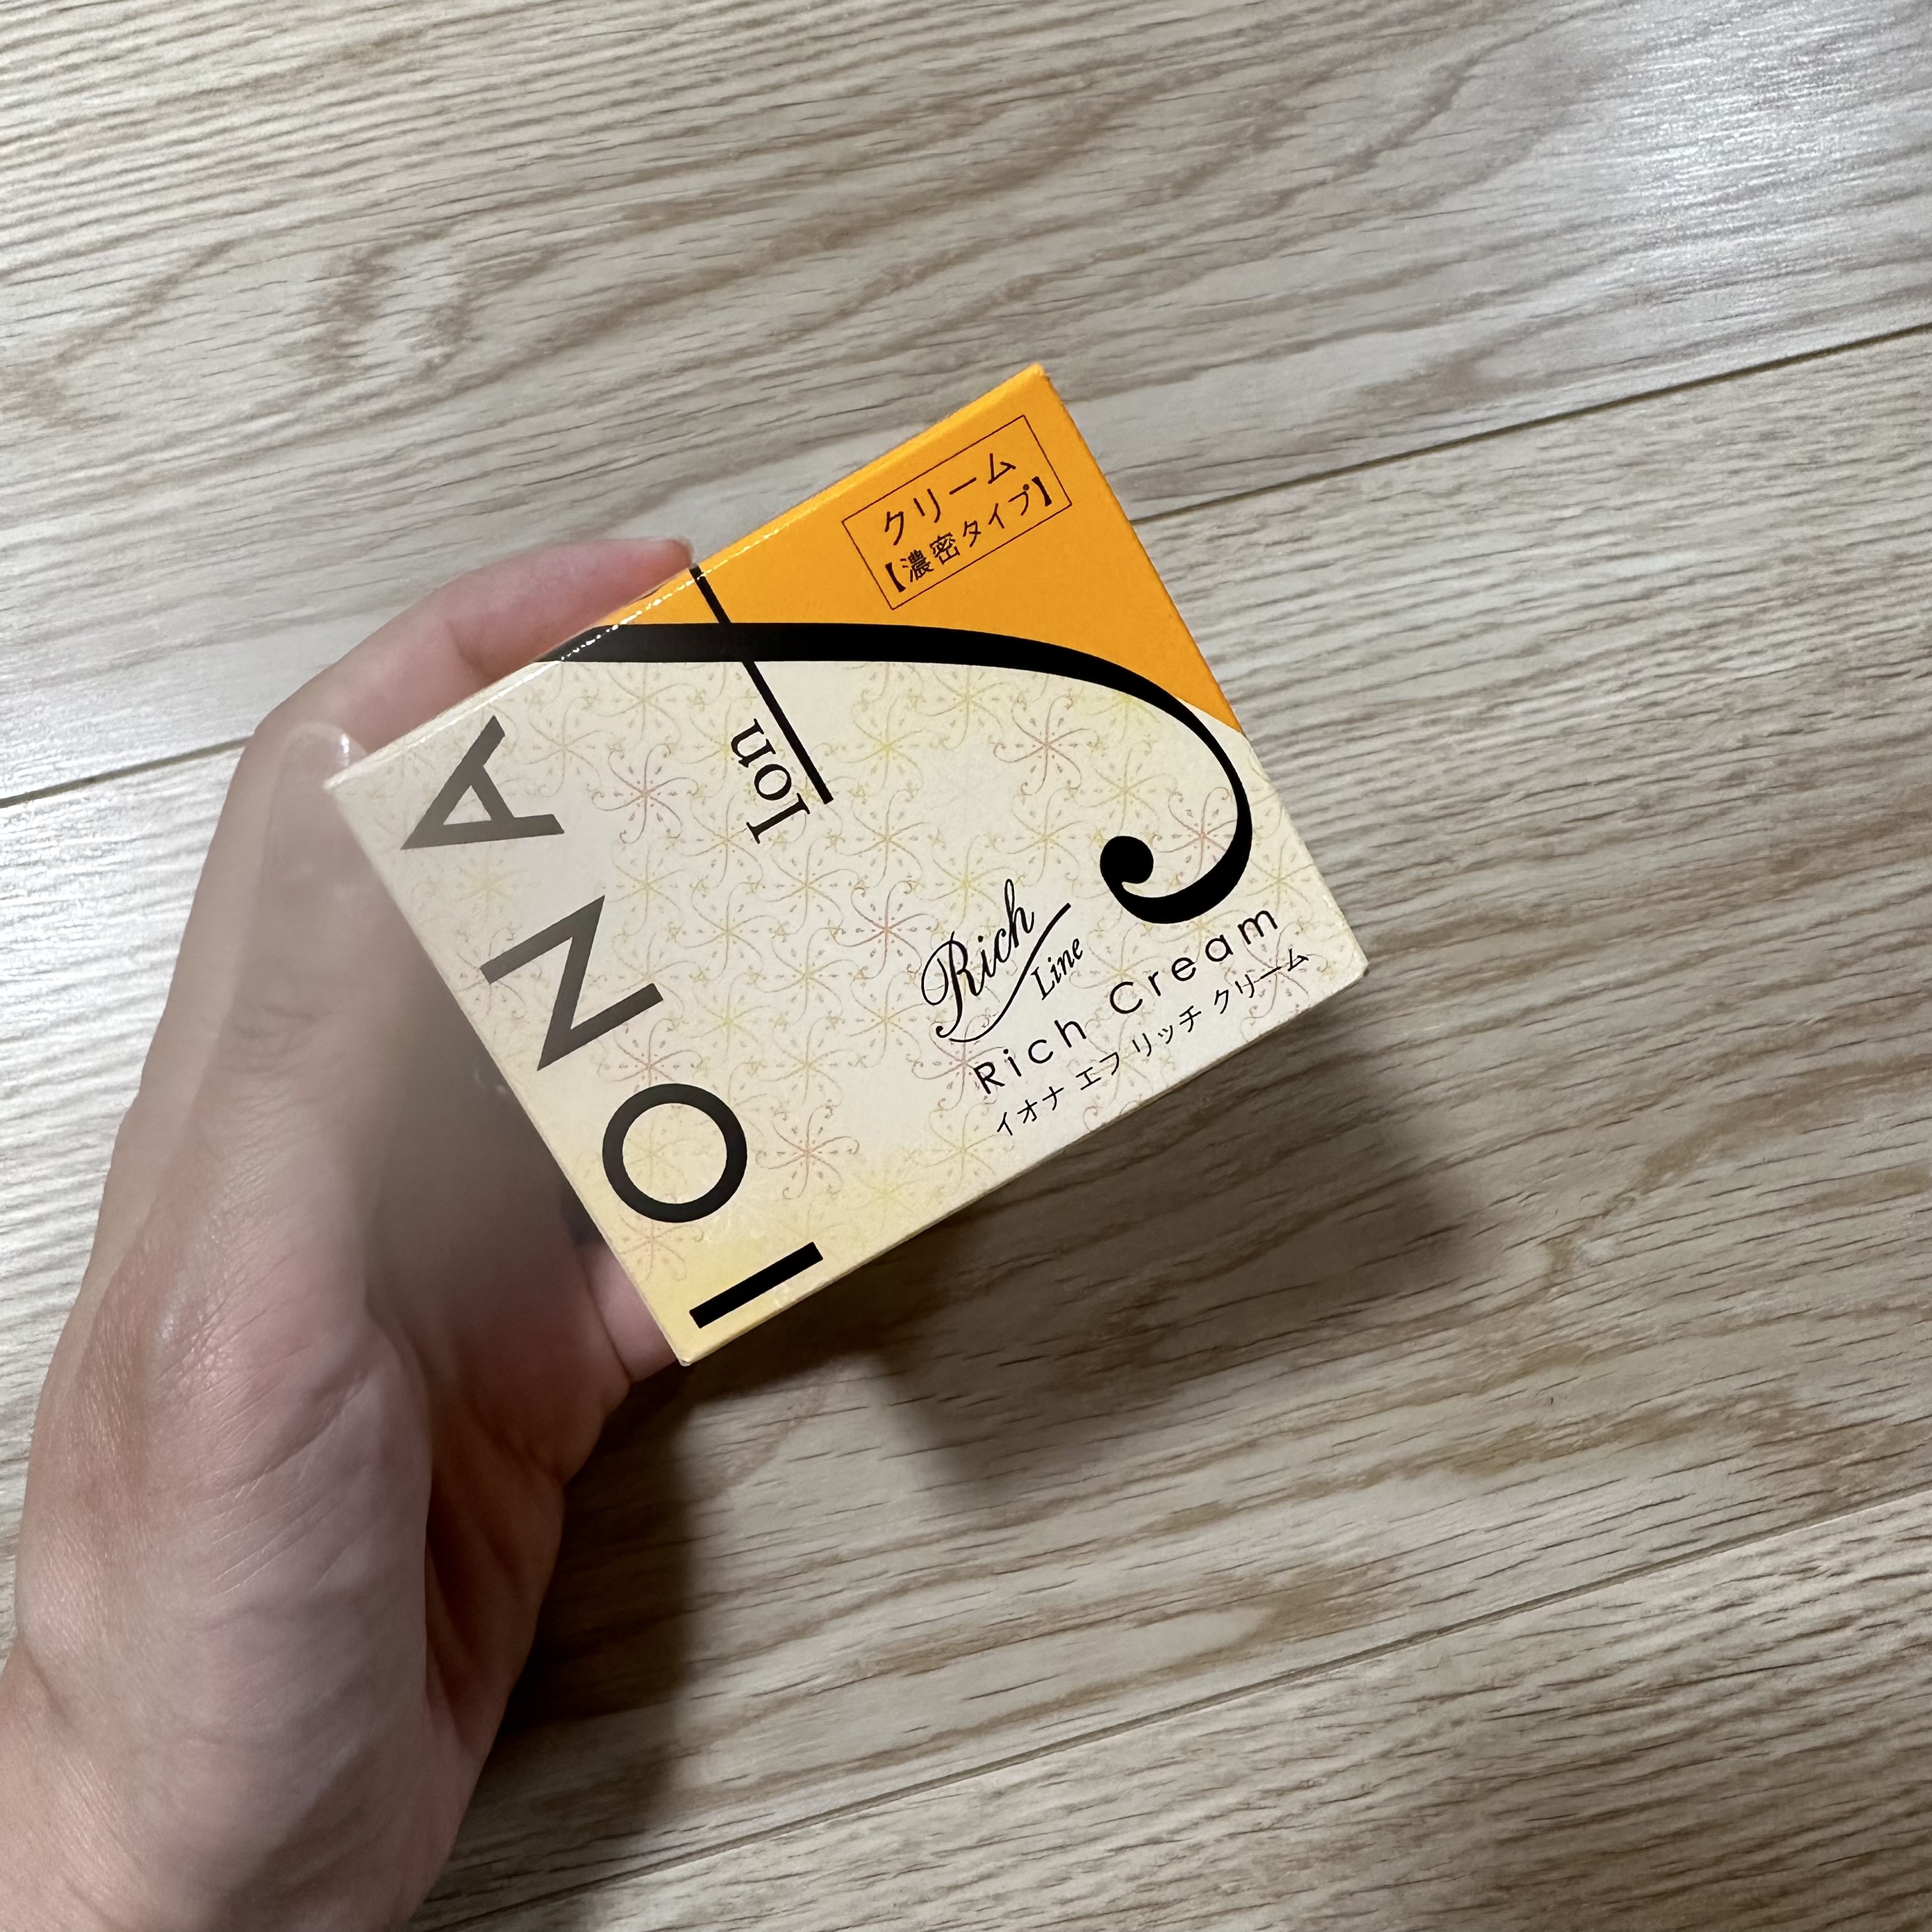 クリーム
【濃密タイプ】
IONA
Ion
Rich
Line
Rich Cream
イオナ エフ リッチ クリーム